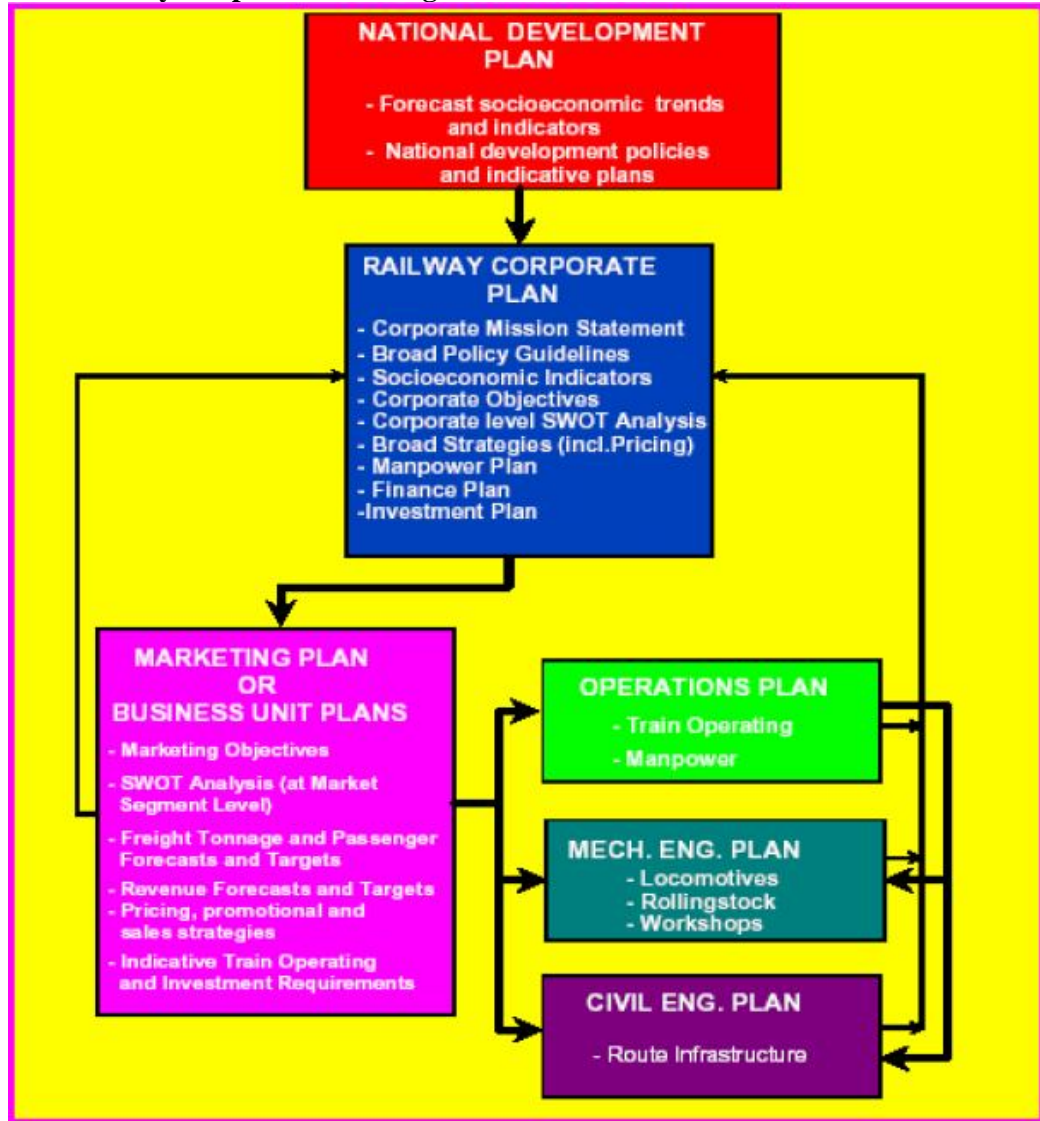 NATIONAL DEVELOPMENT
PLAN
- Forecast socioeconomic trends
and indicators
- National development policies
and indicative plans
RAILWAY CORPORATE
PLAN
- Corporate Mission Statement
- Broad Policy Guidelines
- Socioeconomic Indicators
- Corporate Objectives
- Corporate level SWOT Analysis
- Broad Strategies (incl.Pricing)
- Manpower Plan
- Finance Plan
-Investment Plan
MARKETING PLAN
OR
BUSINESS UNIT PLANS
- Marketing Objectives
- SWOT Analysis (at Market
Segment Level)
- Freight Tonnage and Passenger
Forecasts and Targets
- Revenue Forecasts and Targets
- Pricing, promotional and
sales strategies
- Indicative Train Operating
and Investment Requirements
OPERATIONS PLAN
- Train Operating
- Manpower
MECH. ENG. PLAN
- Locomotives
- Rollingstock
- Workshops
CIVIL ENG. PLAN
- Route Infrastructure